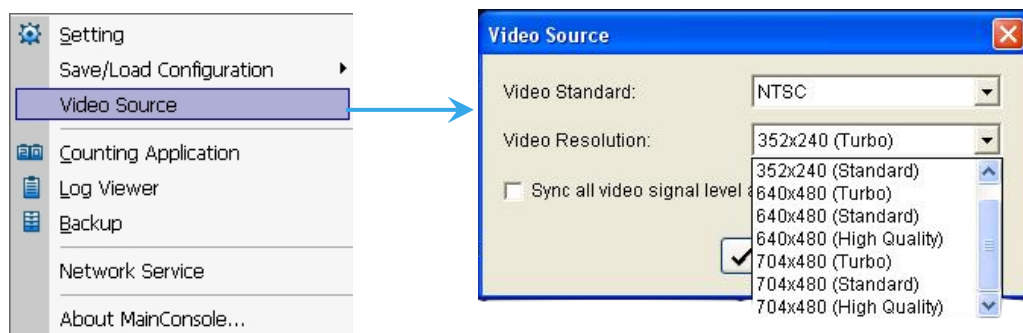 Setting
Save/Load Configuration
Video Source
Counting Application
Log Viewer
Backup
Network Service
About MainConsole...
Video Source
Video Standard:
NTSC
Video Resolution:
352x240 (Turbo)
352x240 (Standard)
Sync all video signal level
640x480 (Turbo)
640x480 (Standard)
640x480 (High Quality)
704x480 (Turbo)
704x480 (Standard)
704x480 (High Quality)